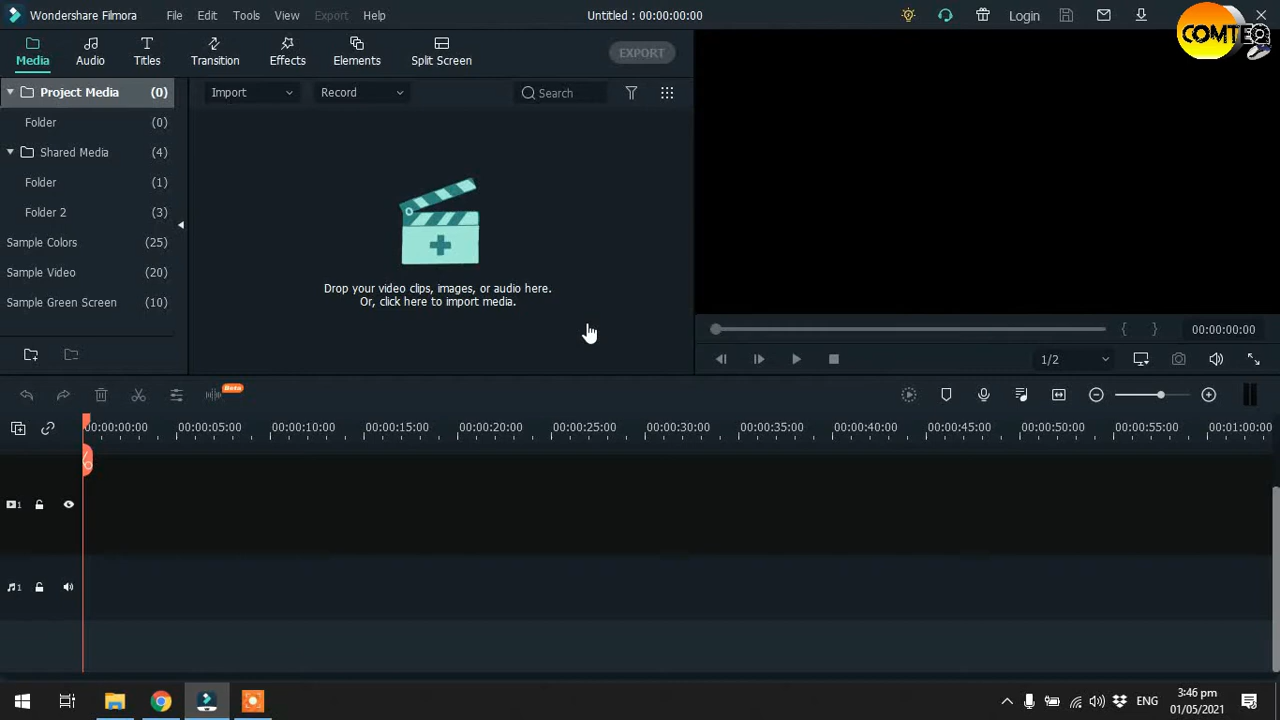 Wondershare Filmora File Edit Tools View Export Help Untitled : 00:00:00:00 Login
COMTEQ
Media Audio Titles Transition Effects Elements Split Screen EXPORT
Project Media (0) Import Record Search
Folder (0)
Shared Media (4)
Folder (1)
Folder 2 (3)
Sample Colors (25)
Sample Video (20)
Sample Green Screen (10)
Drop your video clips, images, or audio here.
Or, click here to import media.
{ } 00:00:00:00
1/2
Beta
00:00:00:00 00:00:05:00 00:00:10:00 00:00:15:00 00:00:20:00 00:00:25:00 00:00:30:00 00:00:35:00 00:00:40:00 00:00:45:00 00:00:50:00 00:00:55:00 00:01:00:00
1
1
ENG 3:46 pm
01/05/2021